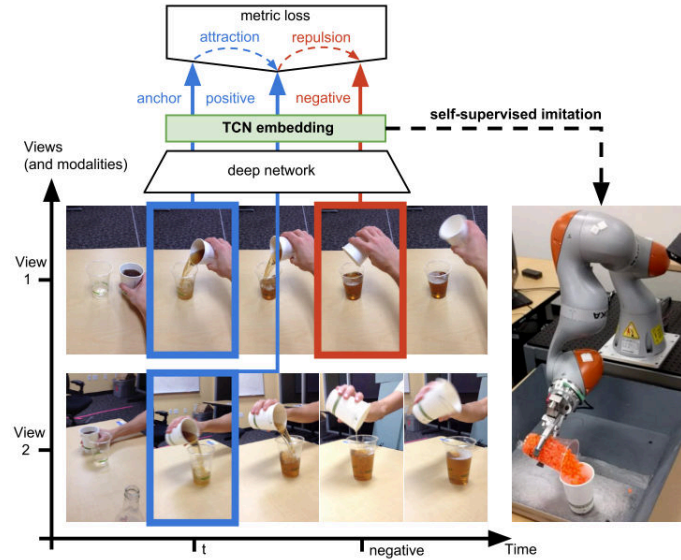 metric loss
attraction
repulsion
anchor
positive
negative
TCN embedding
self-supervised imitation
Views
(and modalities)
deep network
View
1
View
2
t
negative
Time
KUKA